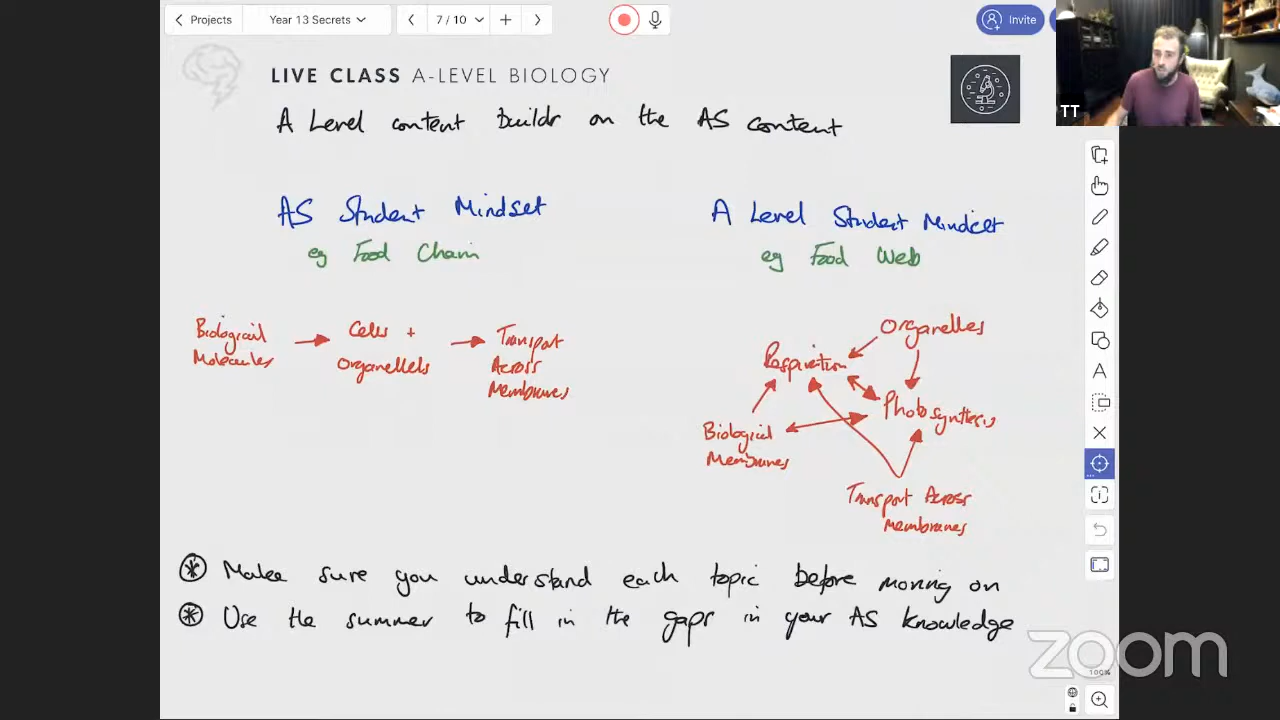 Projects
Year 13 Secrets
7 / 10
Invite
TT
LIVE CLASS A-LEVEL BIOLOGY
A Level content builds on the AS content
AS Student Mindset
A Level Student Mindset
eg Food Chain
eg Food Web
Biological
Molecules
Cells +
Organellels
Transport
Across
Membranes
Organelles
Respiration
Photosynthesis
Biological
Membranes
Transport Across
Membranes
Make sure you understand each topic before moving on
Use the summer to fill in the gaps in your AS knowledge
zoom
100%